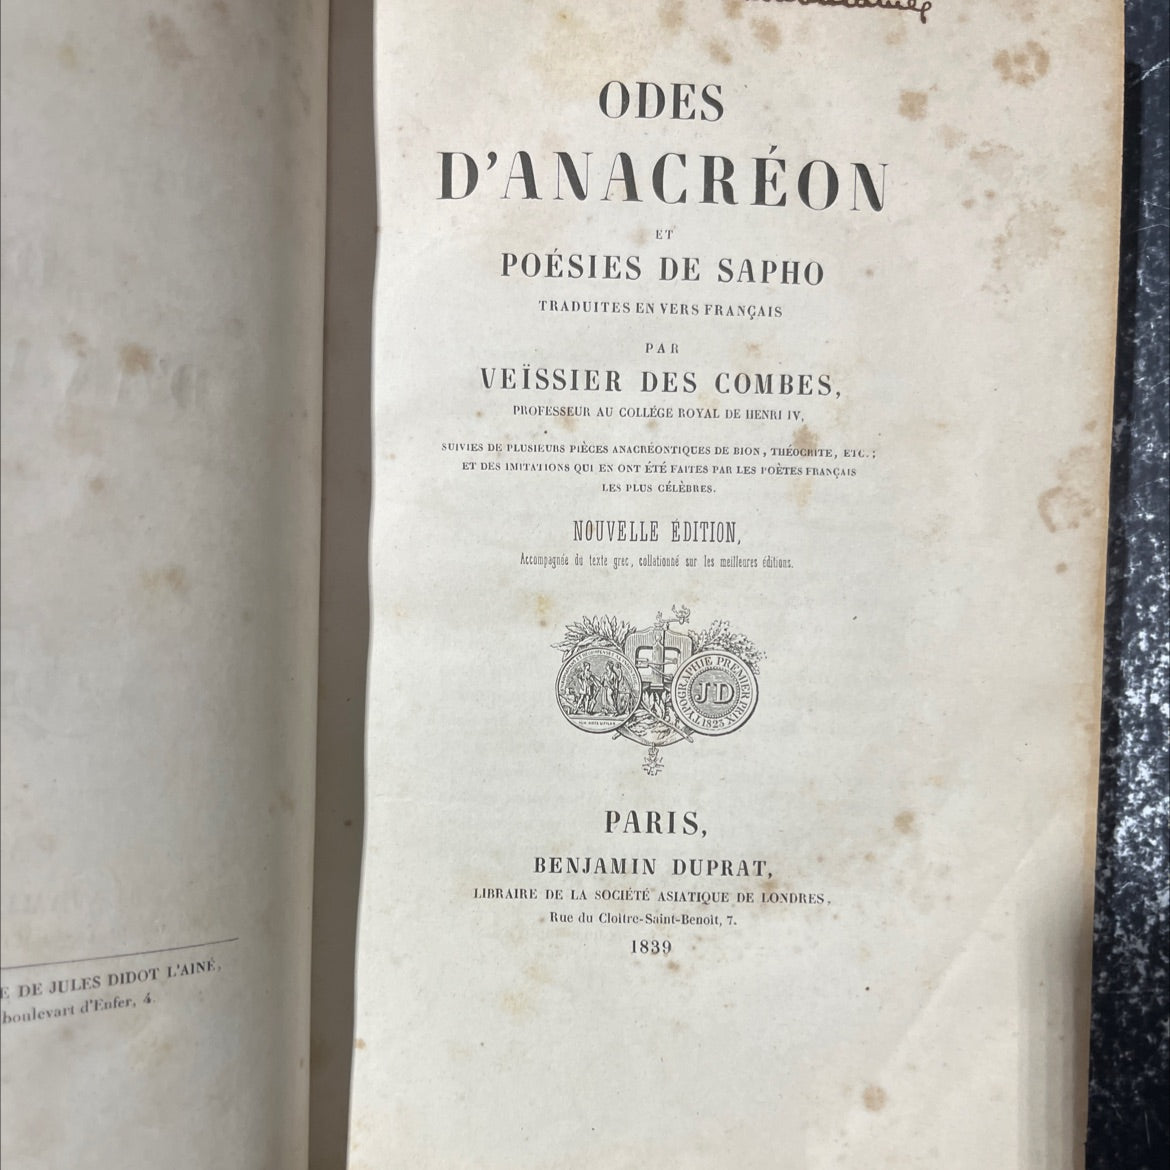 E DE JULES DIDOT L'AINÉ,
boulevart d'Enfer, 4.
ODES
D'ANACRÉON
ET
POÉSIES DE SAPHO
TRADUITES EN VERS FRANÇAIS
PAR
VEÏSSIER DES COMBES,
PROFESSEUR AU COLLÉGE ROYAL DE HENRI IV,
SUIVIES DE PLUSIEURS PIÈCES ANACRÉONTIQUES DE BION, THÉOCRITE, ETC.;
ET DES IMITATIONS QUI EN ONT ÉTÉ FAITES PAR LES POÈTES FRANÇAIS
LES PLUS CÉLÈBRES.
NOUVELLE ÉDITION,
Accompagnée du texte grec, collationné sur les meilleures éditions.
TYPOGRAPHIE PREMIER PRIX 1823
JD
PARIS,
BENJAMIN DUPRAT,
LIBRAIRE DE LA SOCIÉTÉ ASIATIQUE DE LONDRES,
Rue du Cloître-Saint-Benoît, 7.
1839